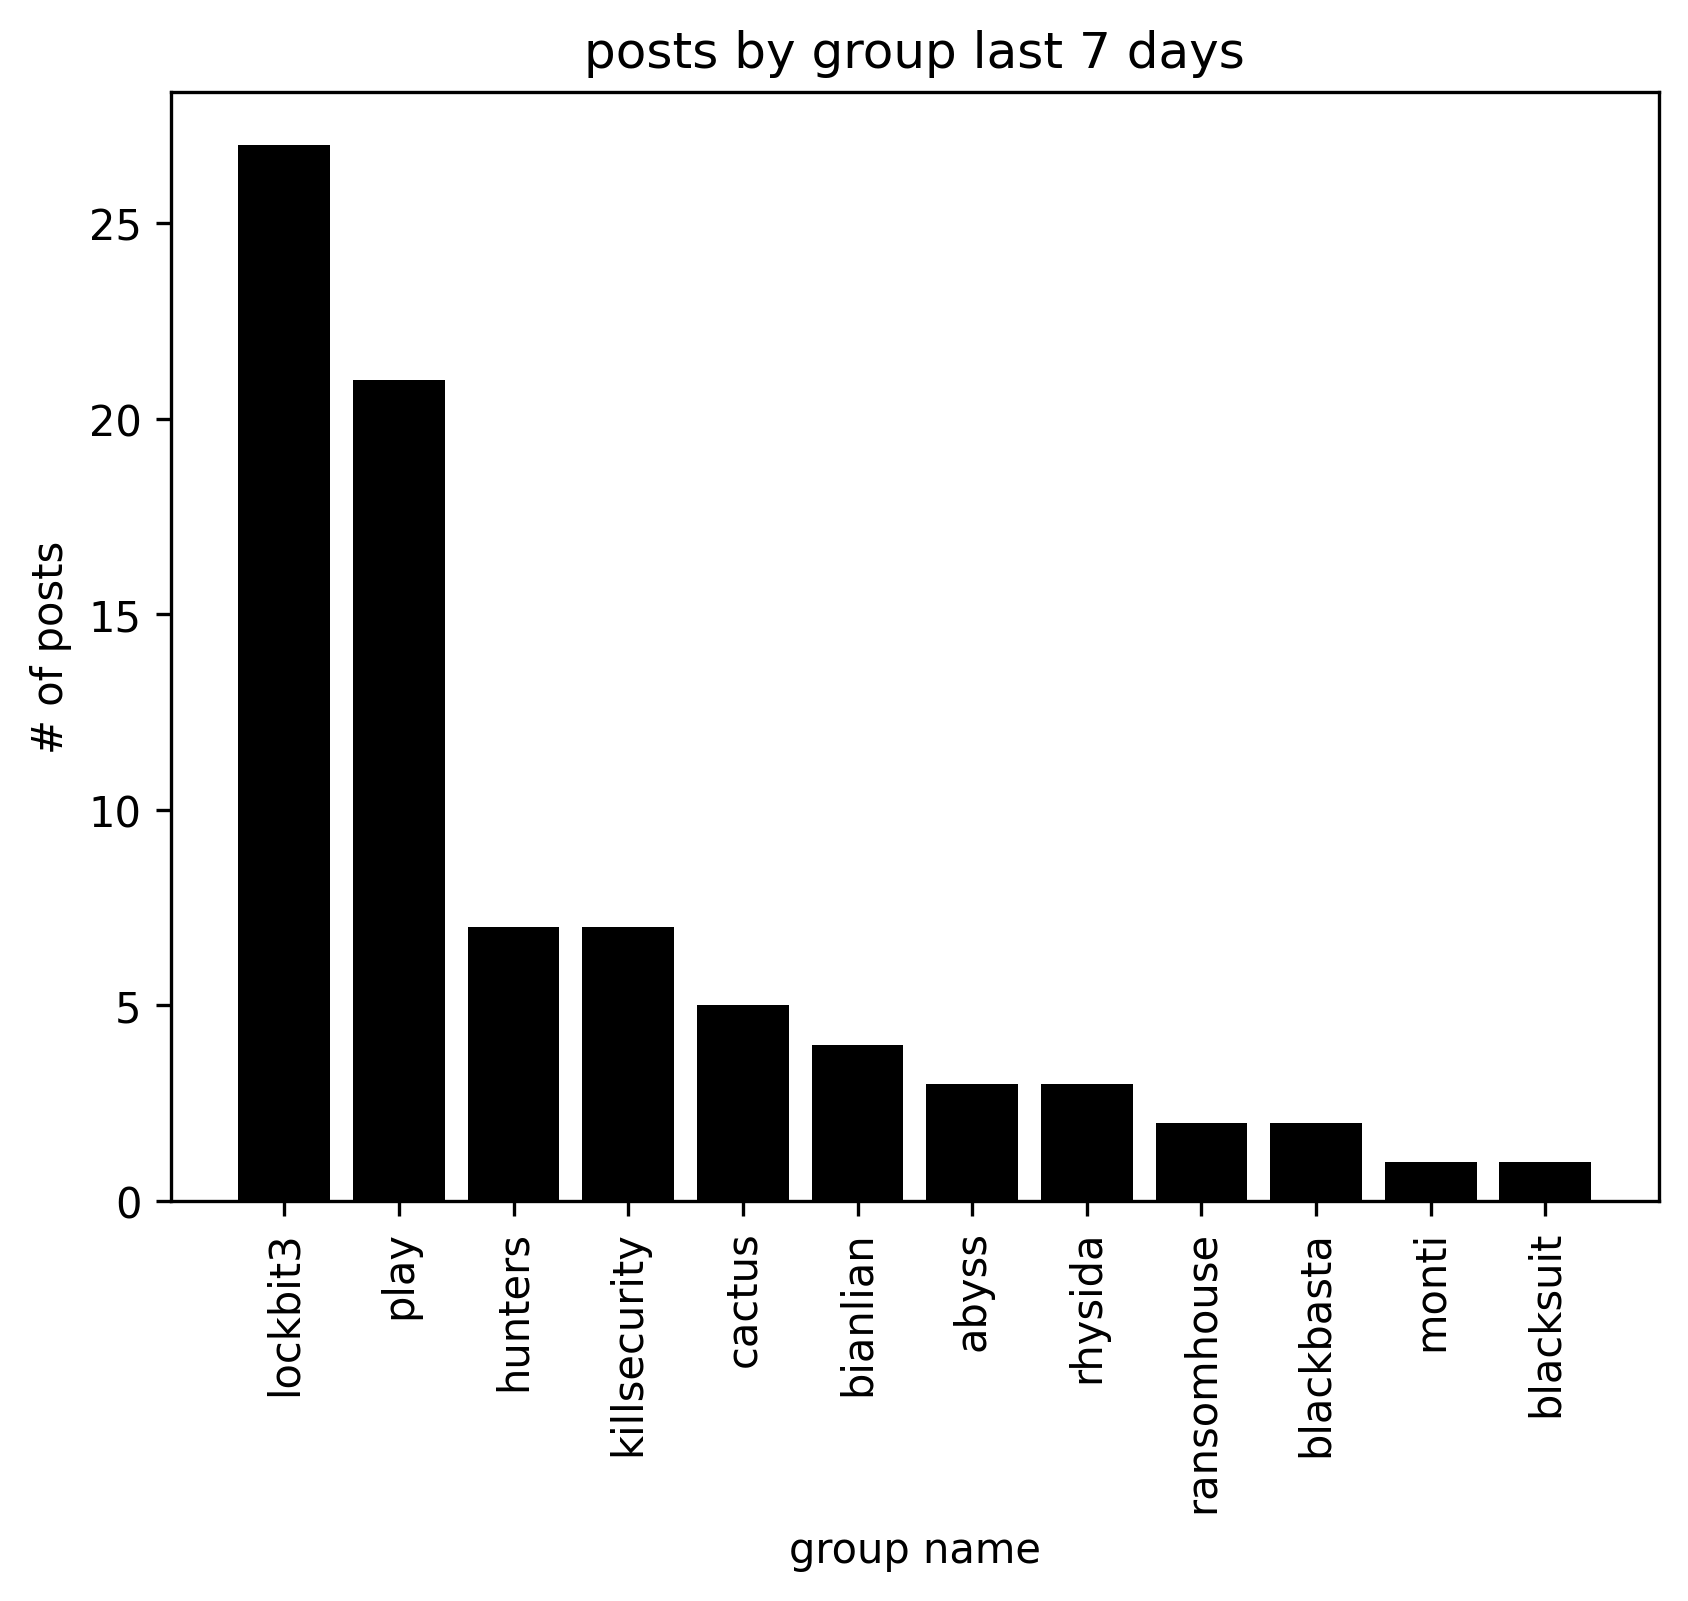 posts by group last 7 days
# of posts
25
20
15
10
5
0
lockbit3
play
hunters
killsecurity
cactus
bianlian
abyss
rhysida
ransomhouse
blackbasta
monti
blacksuit
group name